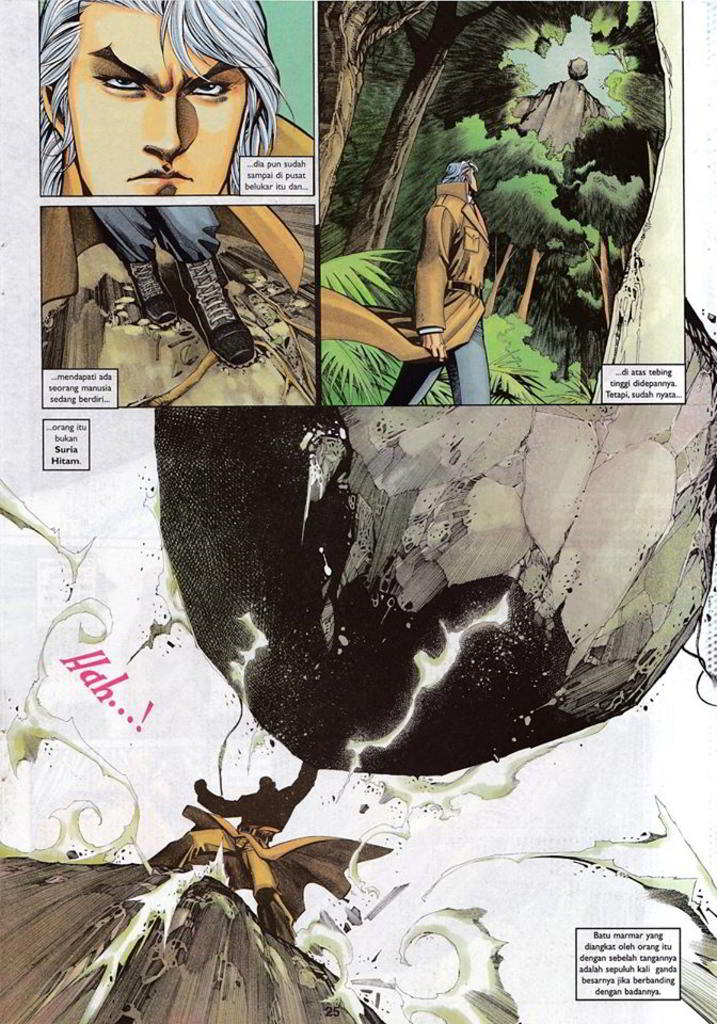 ...dia pun sudah
sampai di pusat
belukar itu dan...
...mendapati ada
seorang manusia
sedang berdiri...
...di atas tebing
tinggi didepannya.
Tetapi, sudah nyata...
...orang itu
bukan
Suria
Hitam.
Hah....!
Batu marmar yang
diangkat oleh orang itu
dengan sebelah tangannya
adalah sepuluh kali ganda
besarnya jika berbanding
dengan badannya.
25